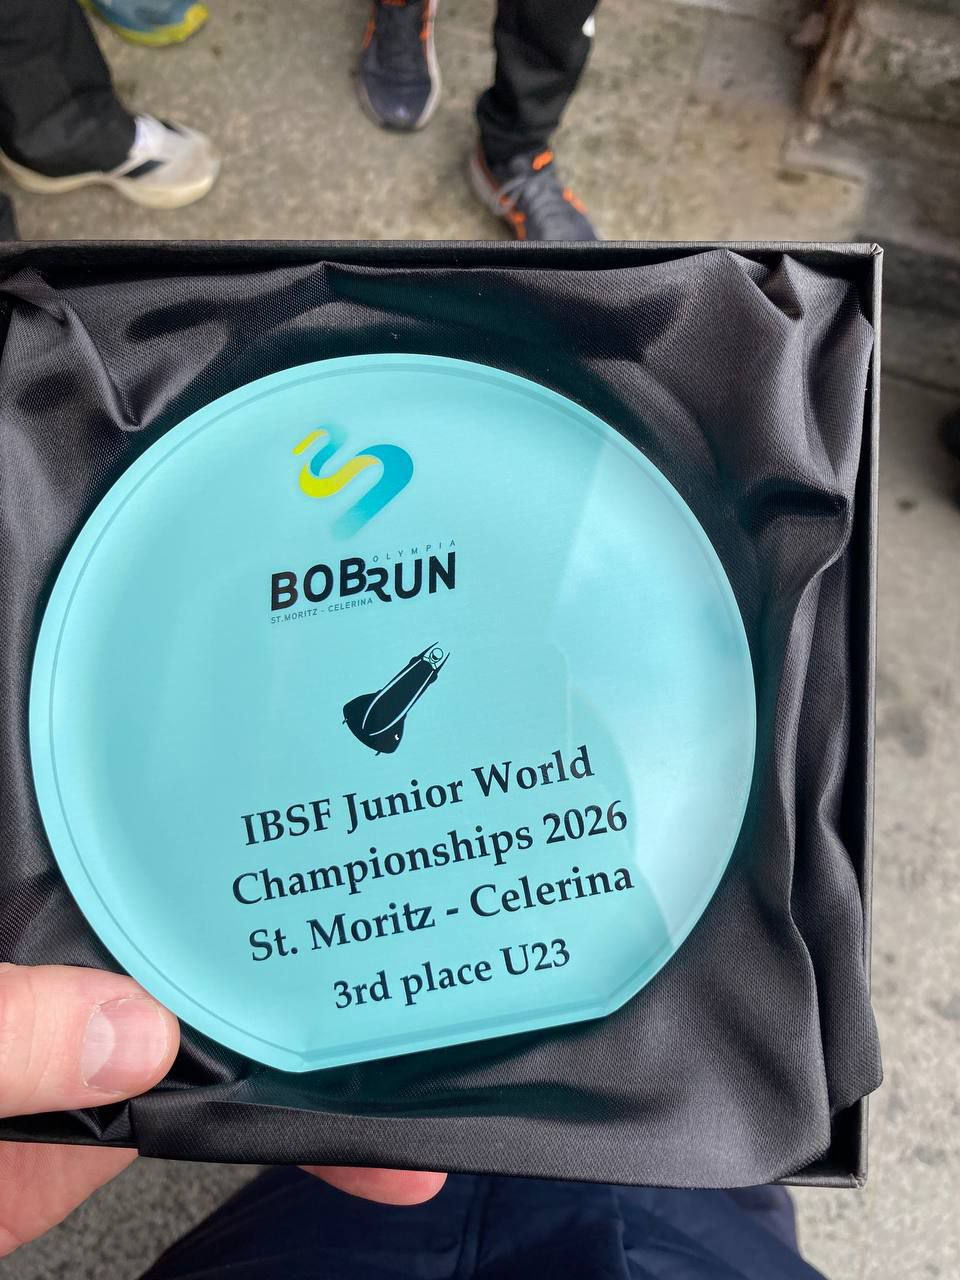 OLYMPIA
BOBRUN
ST.MORITZ - CELERINA
IBSF Junior World
Championships 2026
St. Moritz - Celerina
3rd place U23